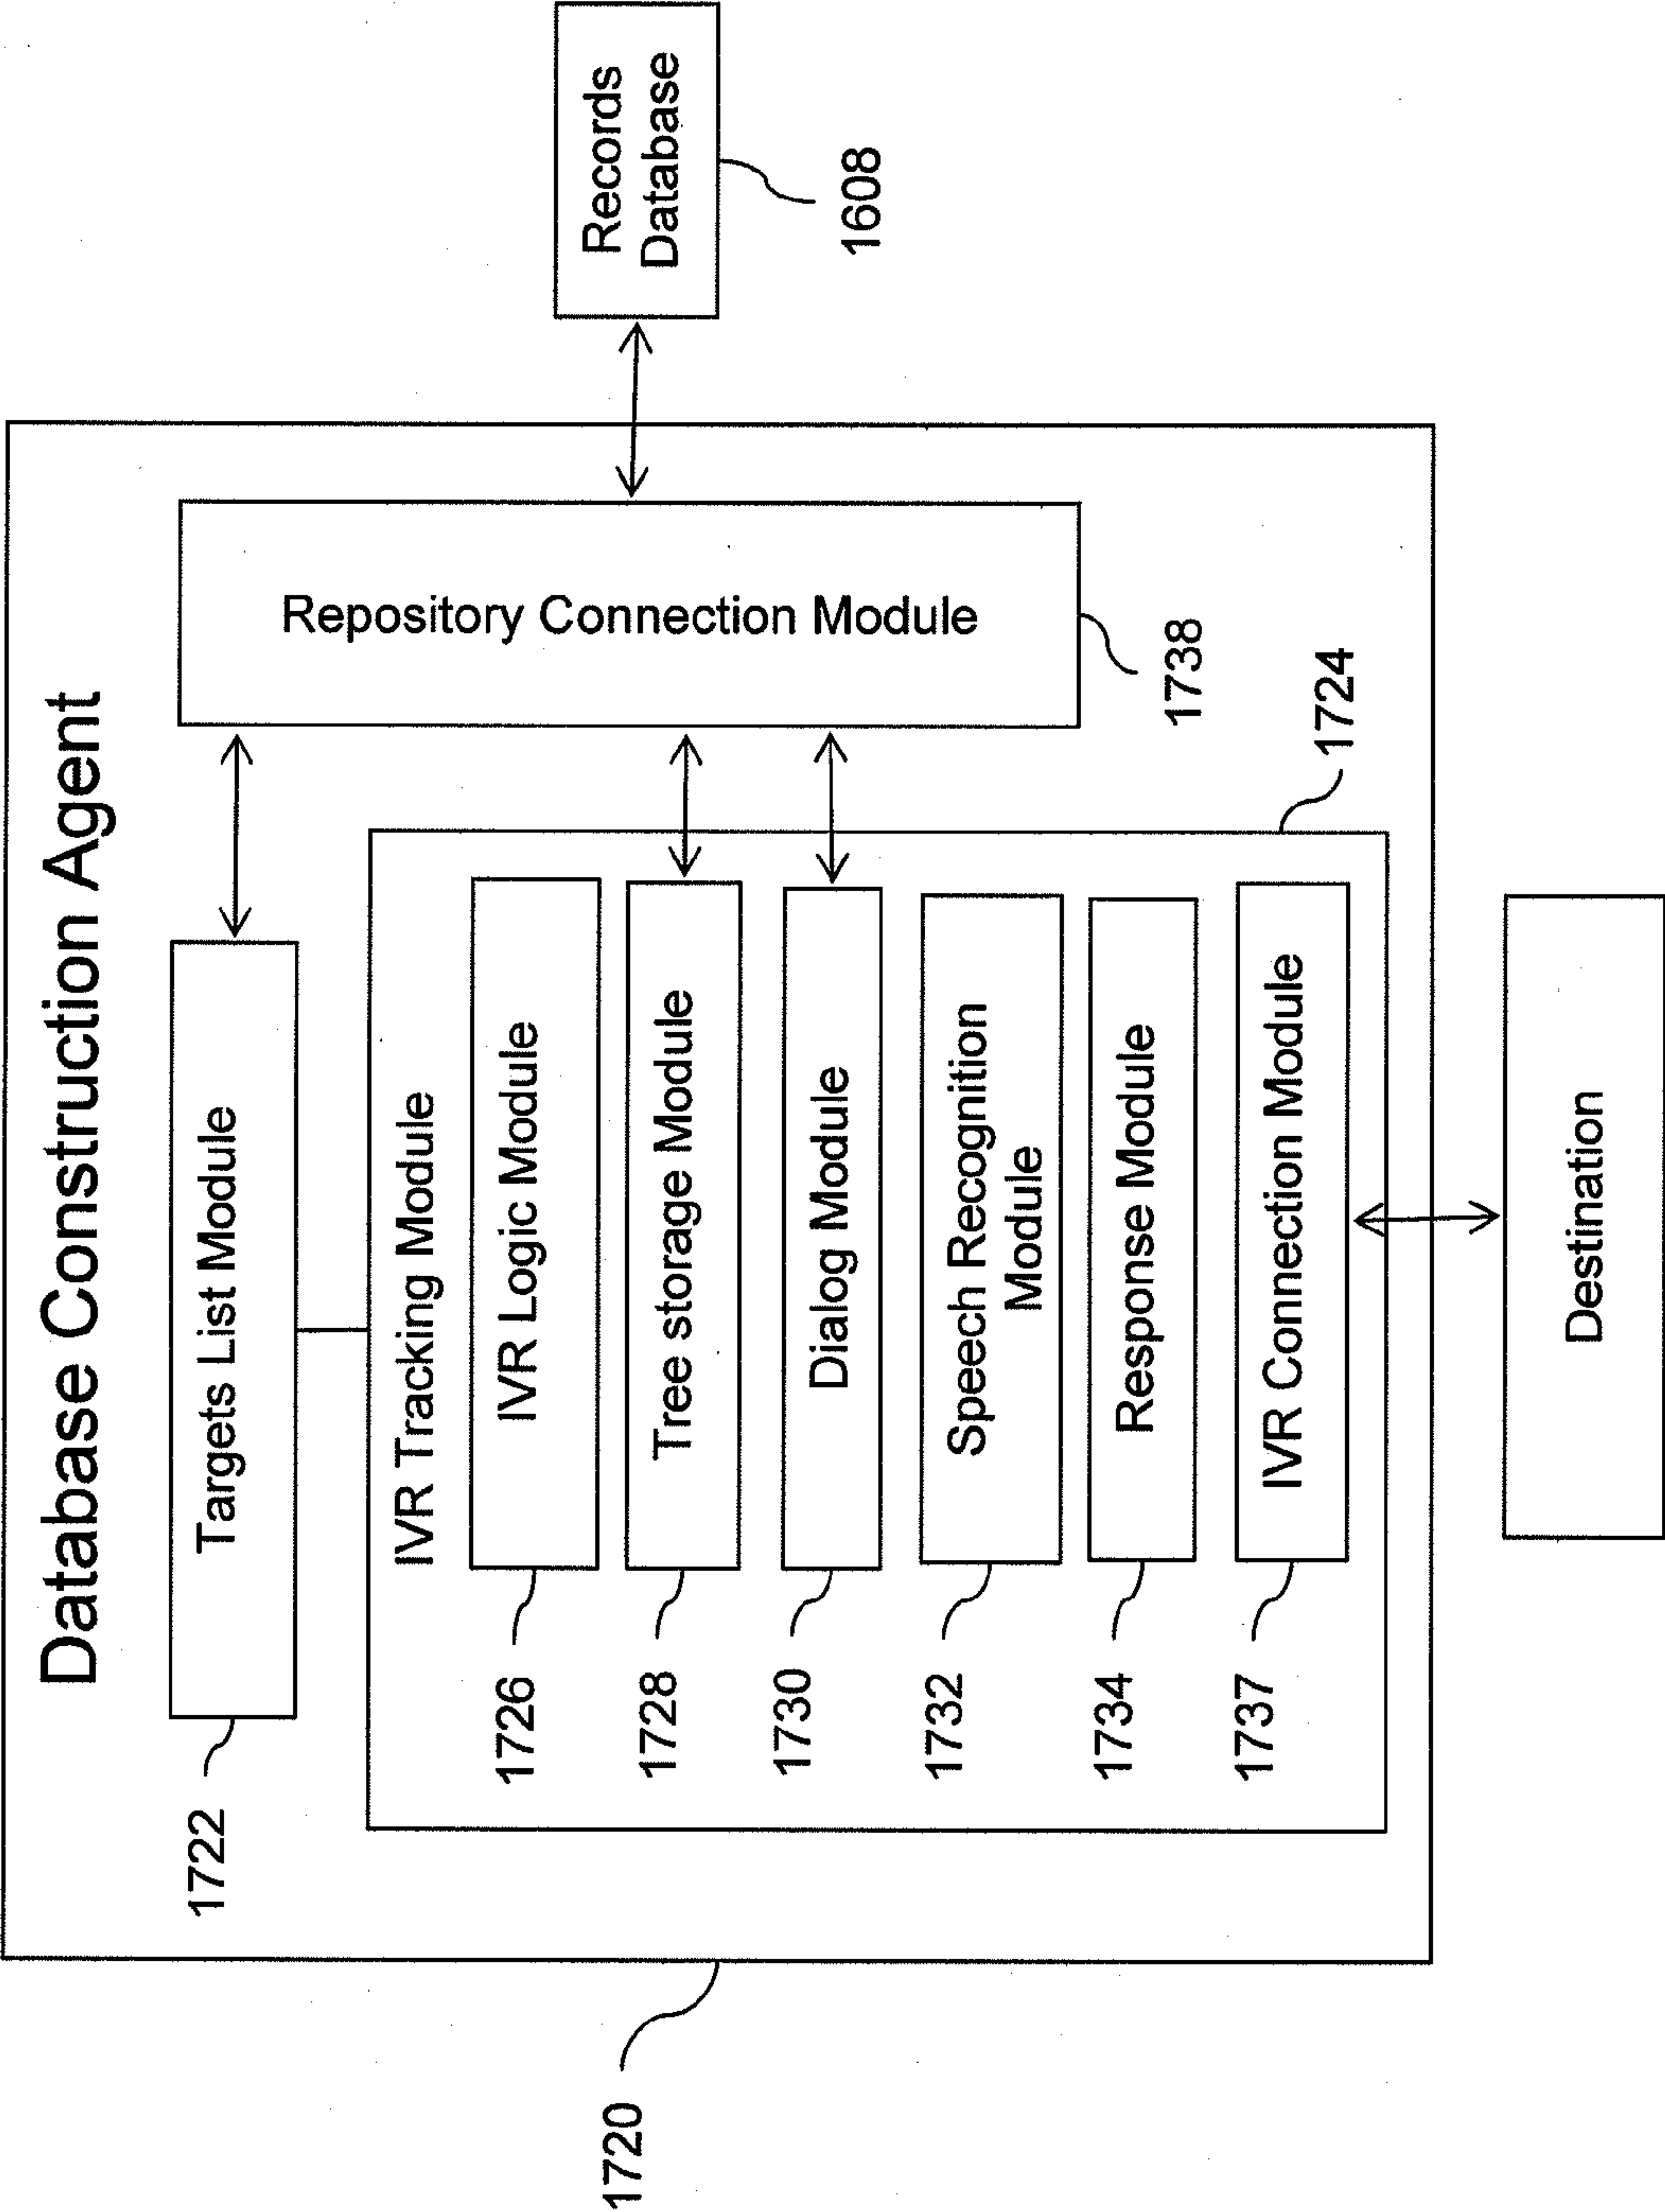 Database Construction Agent
1722
Targets List Module
IVR Tracking Module
1726
IVR Logic Module
1728
Tree storage Module
1730
Dialog Module
1732
Speech Recognition
Module
1734
Response Module
1737
IVR Connection Module
1724
Repository Connection Module
1738
Records
Database
1608
1720
Destination